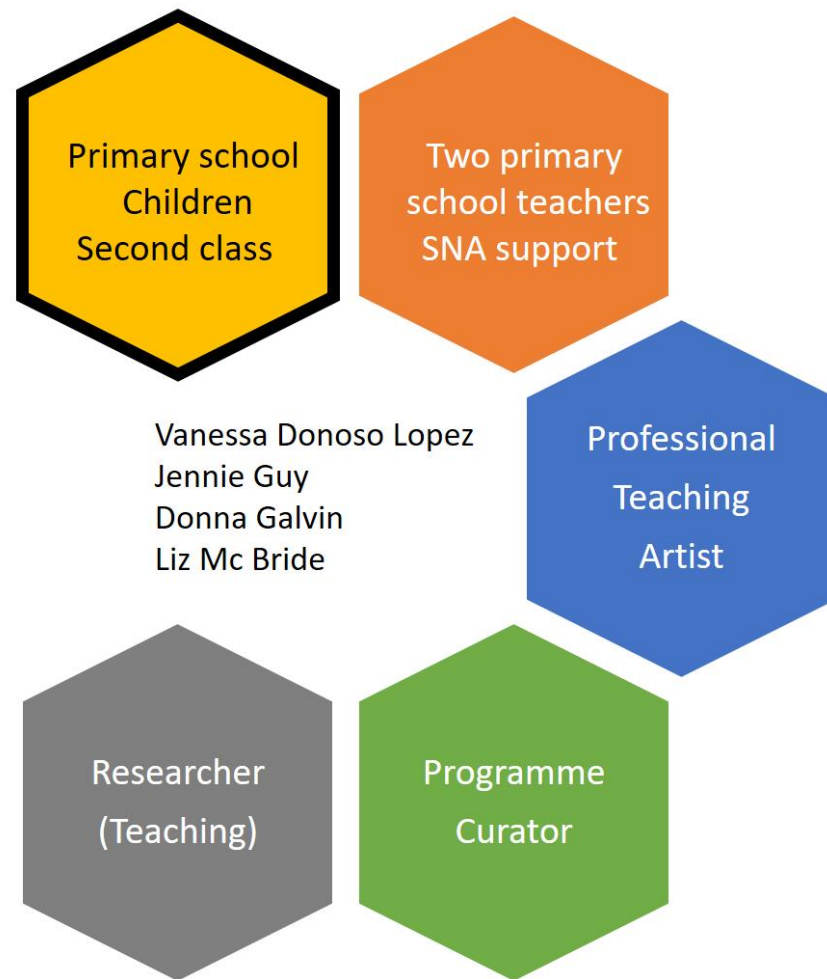 Primary school
Children
Second class
Two primary
school teachers
SNA support
Vanessa Donoso Lopez
Jennie Guy
Donna Galvin
Liz Mc Bride
Professional
Teaching
Artist
Researcher
(Teaching)
Programme
Curator